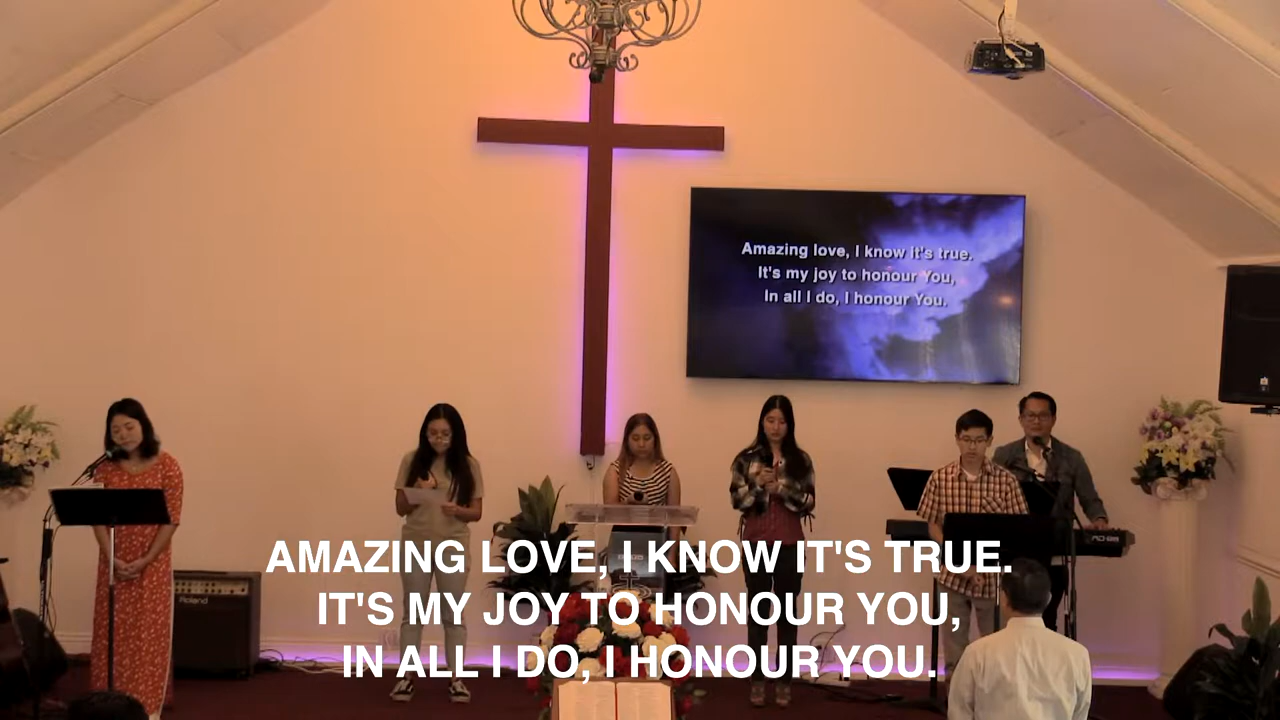 Amazing love, I know it's true.
It's my joy to honour You,
In all I do, I honour You.
Roland
AMAZING LOVE, I KNOW IT'S TRUE.
IT'S MY JOY TO HONOUR YOU,
IN ALL I DO, I HONOUR YOU.